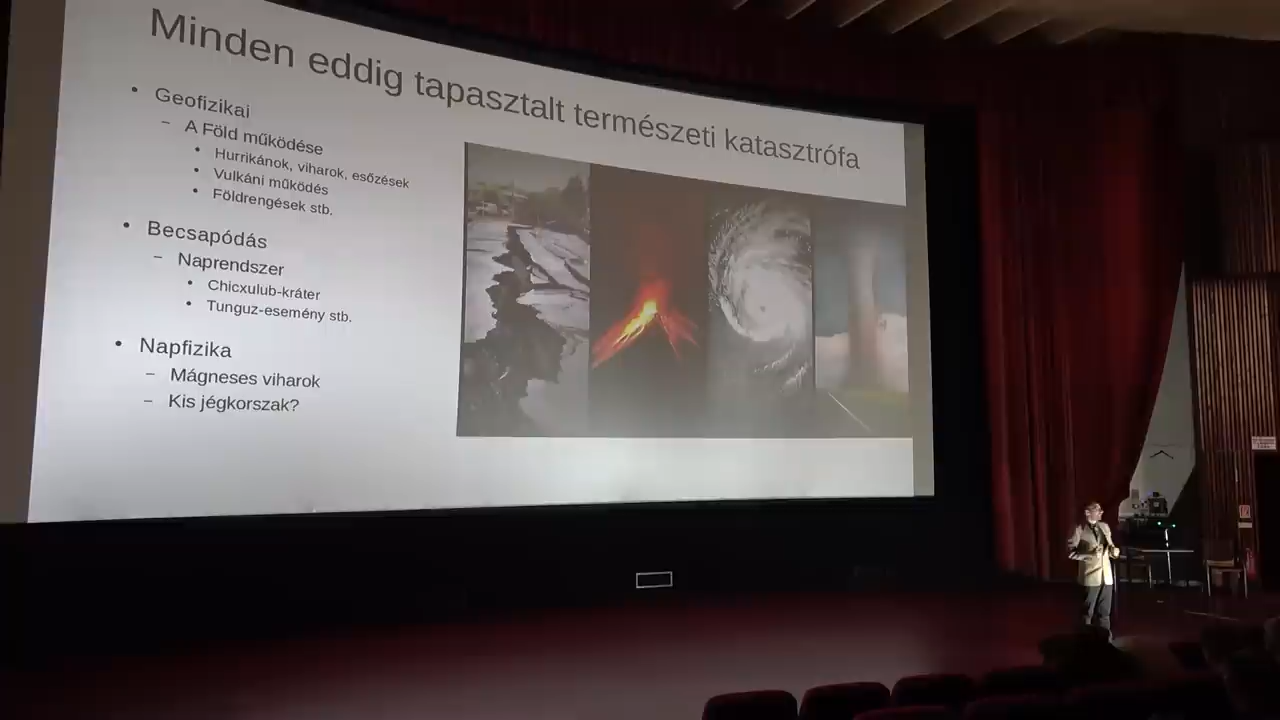 Minden eddig tapasztalt természeti katasztrófa
• Geofizikai
– A Föld működése
• Hurrikánok, viharok, esőzések
• Vulkáni működés
• Földrengések stb.
• Becsapódás
– Naprendszer
• Chicxulub-kráter
• Tunguz-esemény stb.
• Napfizika
– Mágneses viharok
– Kis jégkorszak?